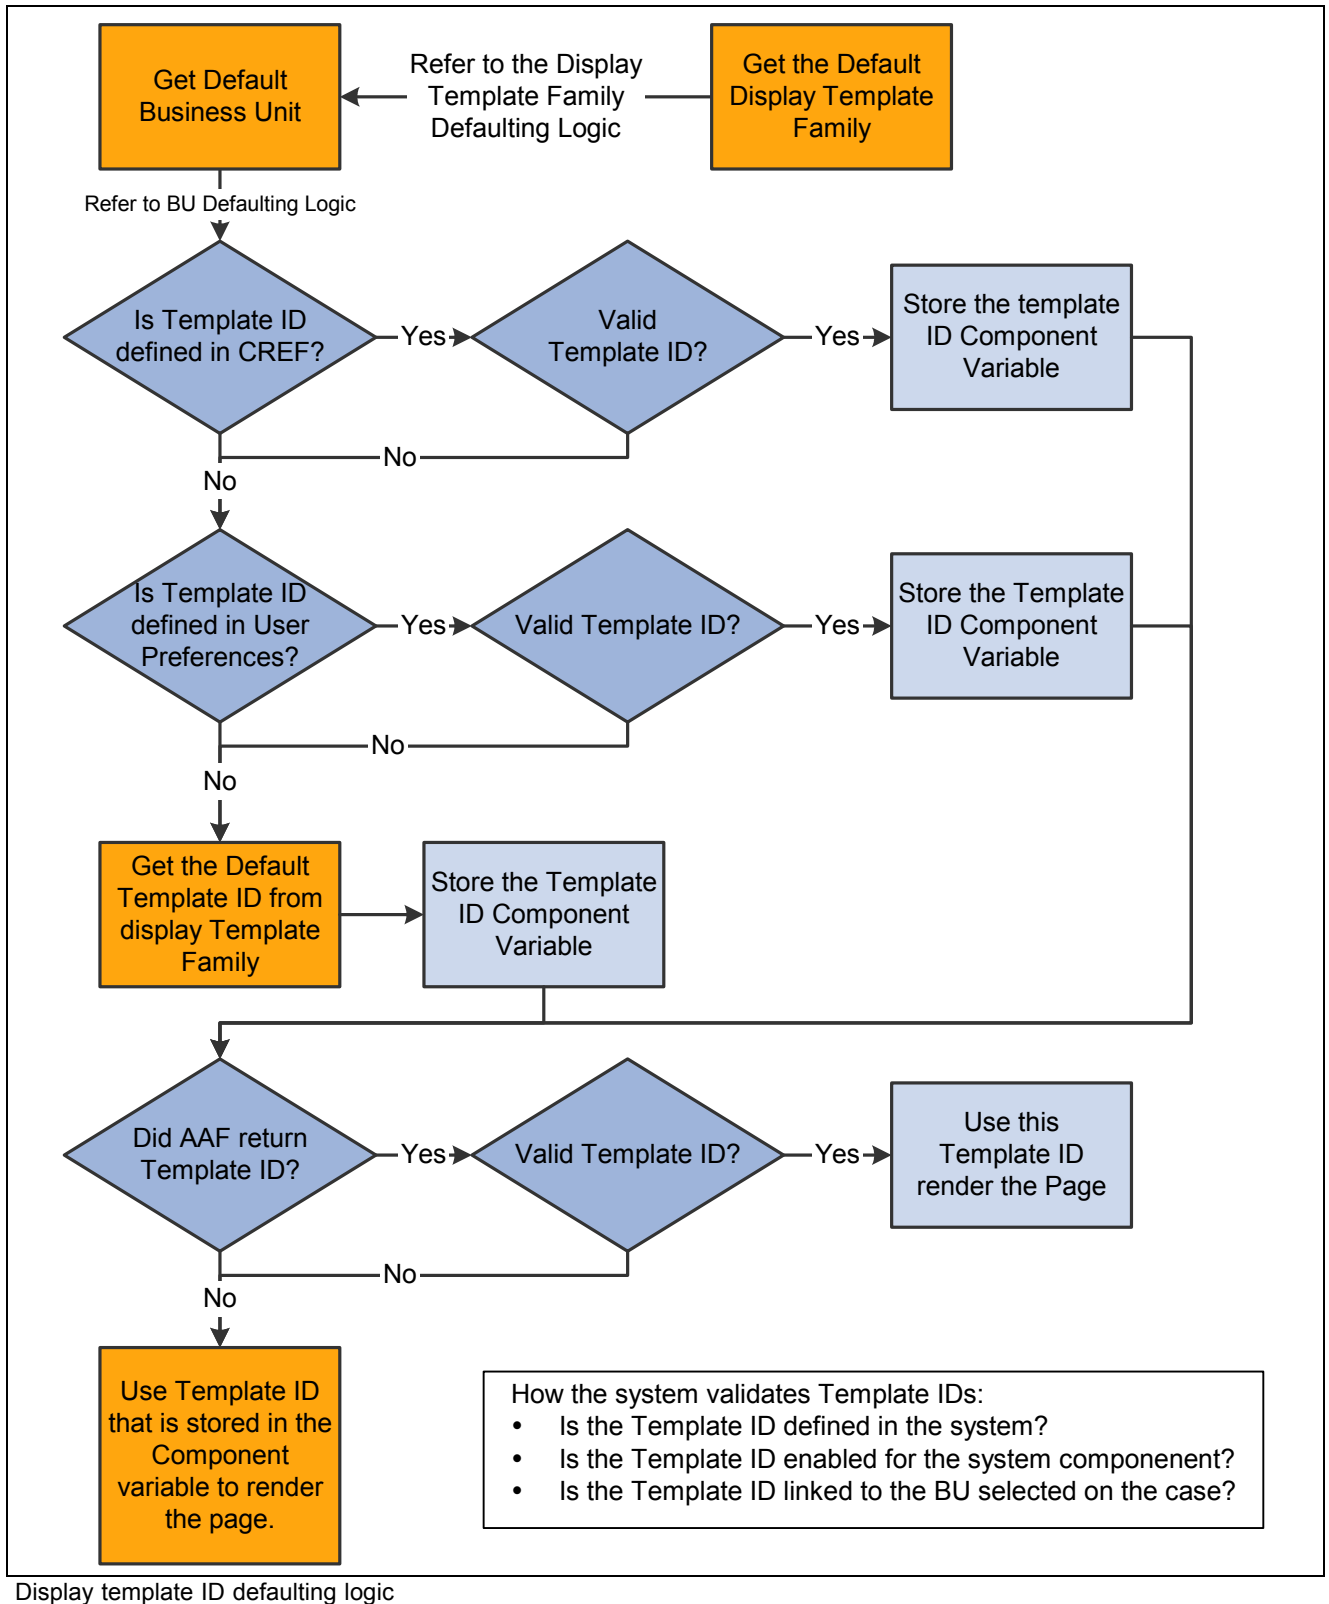 Get Default
Business Unit
Refer to the Display
Template Family
Defaulting Logic
Get the Default
Display Template
Family
Refer to BU Defaulting Logic
Is Template ID
defined in CREF?
Yes
Valid
Template ID?
Yes
Store the template
ID Component
Variable
No
No
Is Template ID
defined in User
Preferences?
Yes
Valid Template ID?
Yes
Store the Template
ID Component
Variable
No
No
Get the Default
Template ID from
display Template
Family
Store the Template
ID Component
Variable
Did AAF return
Template ID?
Yes
Valid Template ID?
Yes
Use this
Template ID
render the Page
No
No
Use Template ID
that is stored in the
Component
variable to render
the page.
How the system validates Template IDs:
• Is the Template ID defined in the system?
• Is the Template ID enabled for the system componenent?
• Is the Template ID linked to the BU selected on the case?
Display template ID defaulting logic